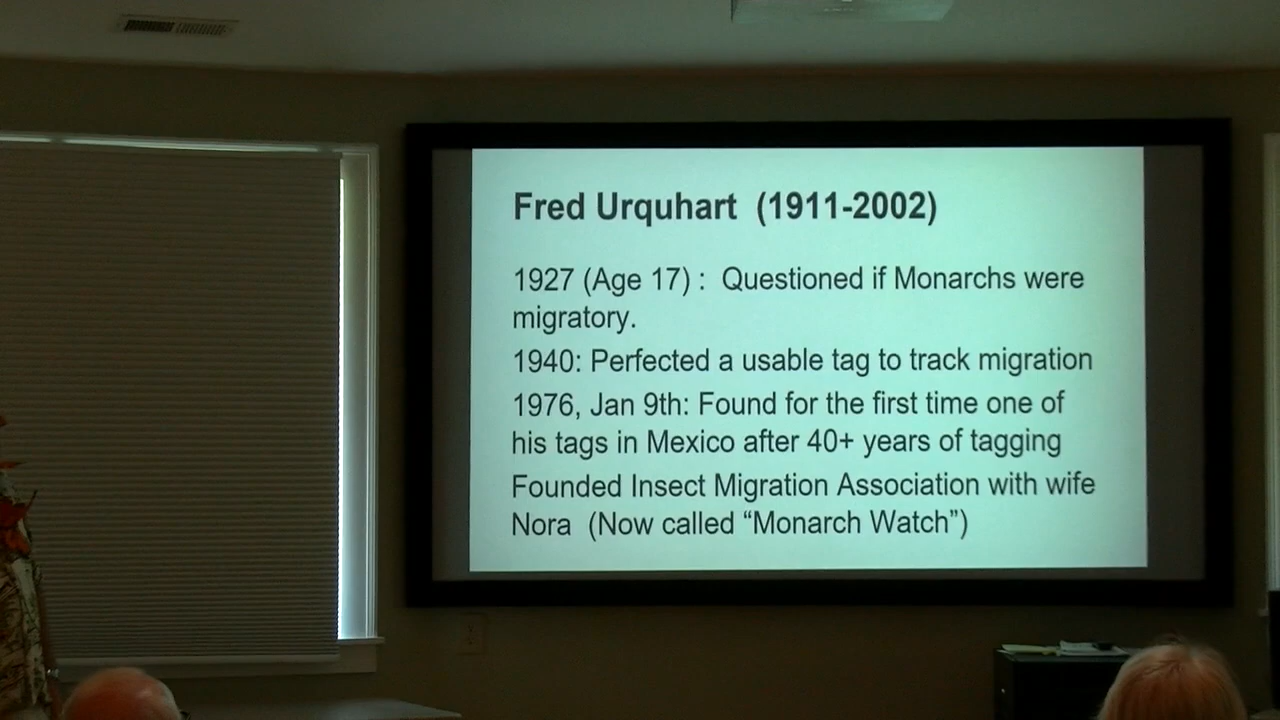 Fred Urquhart (1911-2002)
1927 (Age 17) : Questioned if Monarchs were
migratory.
1940: Perfected a usable tag to track migration
1976, Jan 9th: Found for the first time one of
his tags in Mexico after 40+ years of tagging
Founded Insect Migration Association with wife
Nora (Now called “Monarch Watch”)